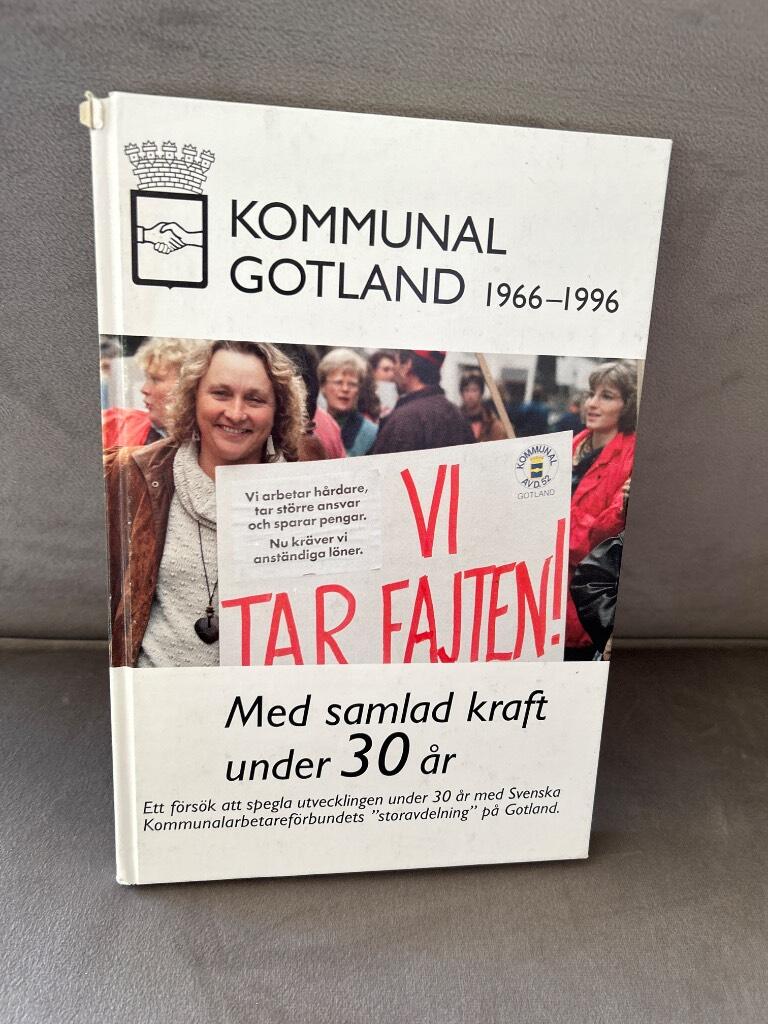 KOMMUNAL
GOTLAND 1966–1996
Vi arbetar hårdare,
tar större ansvar
och sparar pengar.
Nu kräver vi
anständiga löner.
VI
TAR FAJTEN!
KOMMUNAL
AVD. 52
GOTLAND
Med samlad kraft
under 30 år
Ett försök att spegla utvecklingen under 30 år med Svenska
Kommunalarbetareförbundets ”storavdelning” på Gotland.